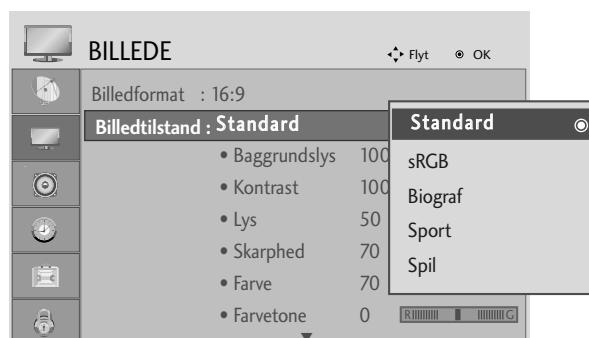 BILLEDE Flyt OK
Billedformat : 16:9
Billedtilstand : Standard
• Baggrundslys 100
• Kontrast 100
• Lys 50
• Skarphed 70
• Farve 70
• Farvetone 0 R G
Standard
sRGB
Biograf
Sport
Spil